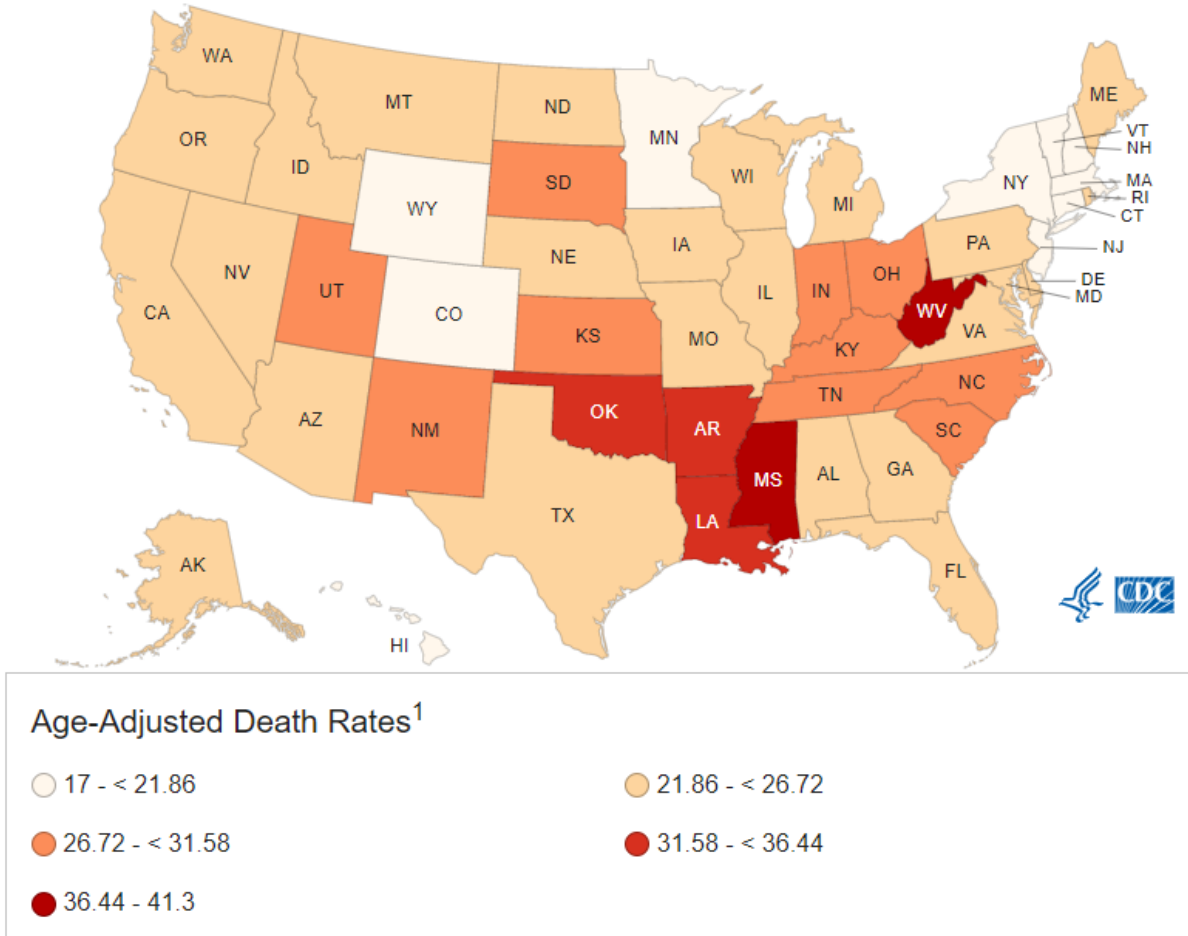 WA
ME
MT
ND
VT
MN
OR
NH
ID
WI
SD
NY
MA
WY
MI
RI
CT
IA
PA
NE
NJ
NV
OH
UT
IL
IN
DE
CA
CO
WV
MD
KS
MO
VA
KY
NC
TN
OK
AZ
AR
NM
SC
MS
AL
GA
TX
LA
AK
FL
CDC
HI
Age-Adjusted Death Rates1
17 - < 21.86
21.86 - < 26.72
26.72 - < 31.58
31.58 - < 36.44
36.44 - 41.3